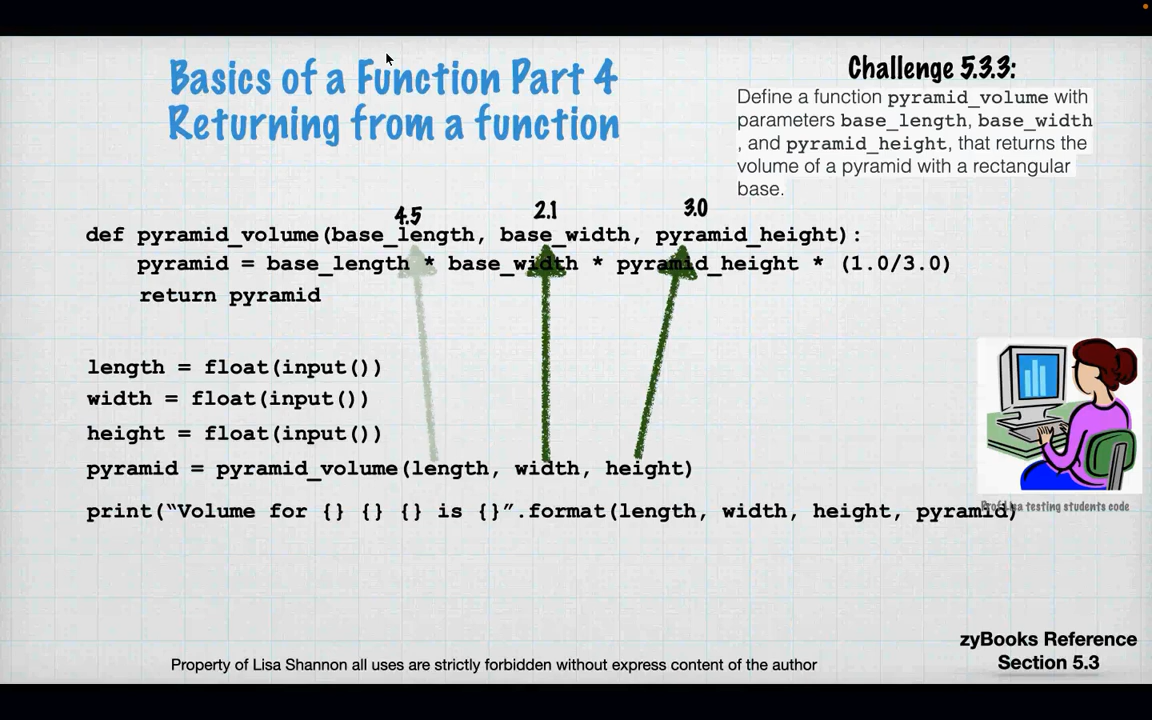 Basics of a Function Part 4
Returning from a function
Challenge 5.3.3:
Define a function pyramid_volume with
parameters base_length, base_width
, and pyramid_height, that returns the
volume of a pyramid with a rectangular
base.
4.5 2.1 3.0
def pyramid_volume(base_length, base_width, pyramid_height):
pyramid = base_length * base_width * pyramid_height * (1.0/3.0)
return pyramid
length = float(input())
width = float(input())
height = float(input())
pyramid = pyramid_volume(length, width, height)
print(“Volume for {} {} {} is {}”.format(length, width, height, pyramid)
Prof Lisa testing students code
zyBooks Reference
Section 5.3
Property of Lisa Shannon all uses are strictly forbidden without express content of the author